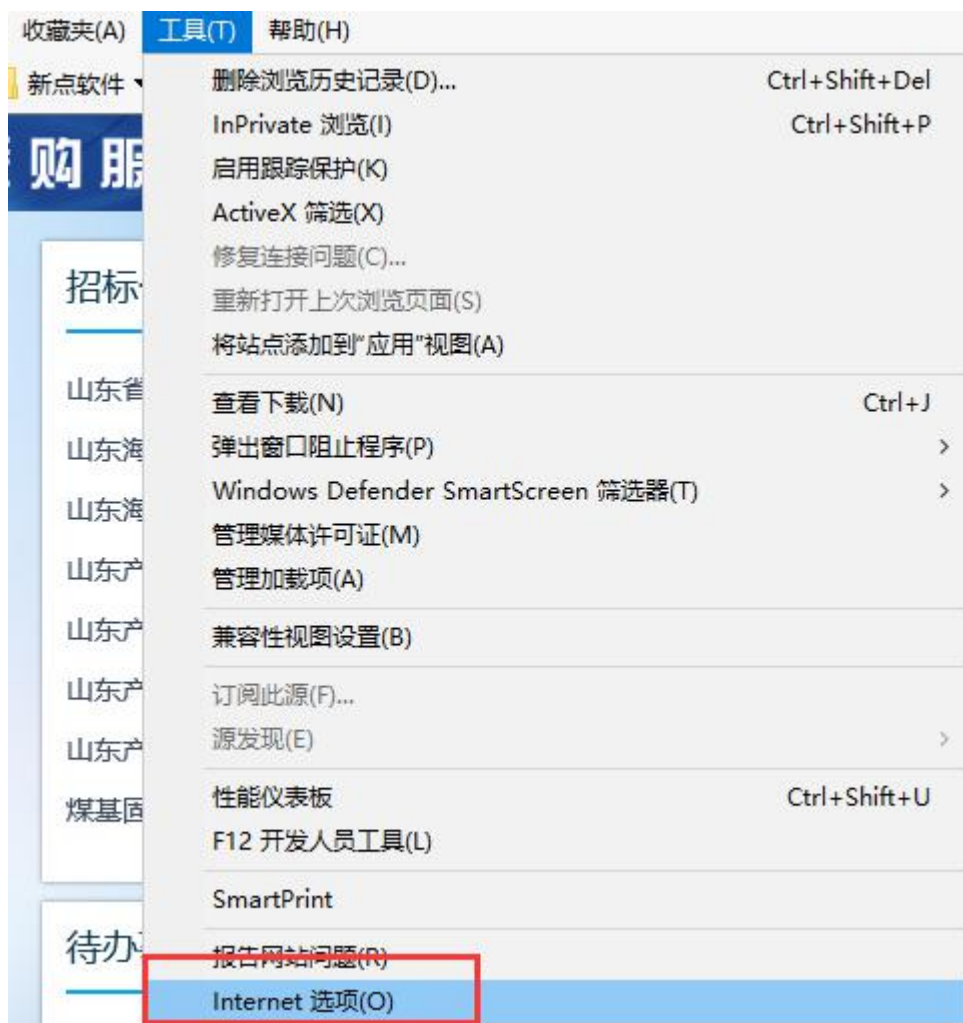 收藏夹(A) 工具(T) 帮助(H)
新点软件
购 服
删除浏览历史记录(D)... Ctrl+Shift+Del
InPrivate 浏览(I) Ctrl+Shift+P
启用跟踪保护(K)
ActiveX 筛选(X)
修复连接问题(C)...
重新打开上次浏览页面(S)
将站点添加到"应用"视图(A)
查看下载(N) Ctrl+J
弹出窗口阻止程序(P)
Windows Defender SmartScreen 筛选器(T)
管理媒体许可证(M)
管理加载项(A)
兼容性视图设置(B)
订阅此源(F)...
源发现(E)
性能仪表板 Ctrl+Shift+U
F12 开发人员工具(L)
SmartPrint
报告网站问题(R)
Internet 选项(O)
招标
山东省
山东海
山东海
山东产
山东产
山东产
山东产
煤基固
待办